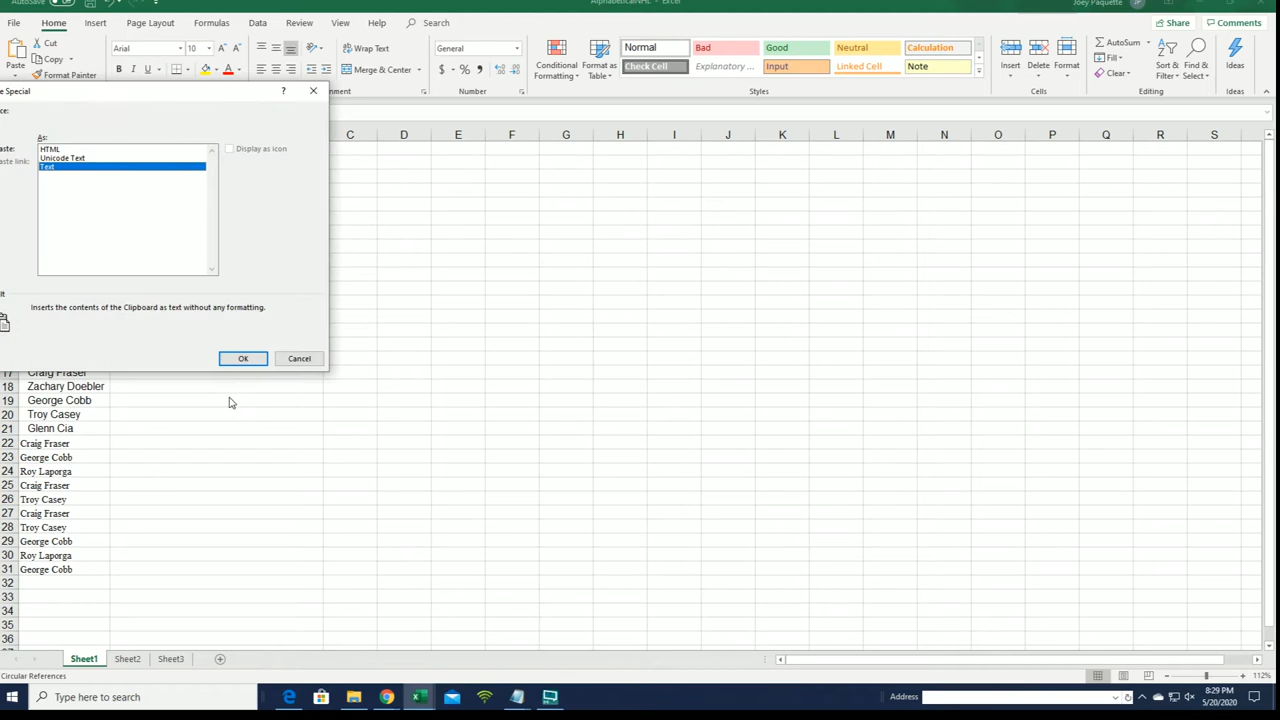 AutoSave Off AlphabeticalNHL - Excel Joey Paquette JP
File Home Insert Page Layout Formulas Data Review View Help Search Share Comments
Paste Cut Copy Format Painter
Arial 10 A A
B I U
Wrap Text
Merge & Center
General
$ % ,
Conditional Formatting Format as Table
Normal Bad Good Neutral Calculation
Check Cell Explanatory ... Input Linked Cell Note
Insert Delete Format
AutoSum Fill Clear
Sort & Filter Find & Select Ideas
Alignment Number Styles Cells Editing Ideas
e Special ? ×
ce:
As:
aste:
aste link:
HTML
Unicode Text
Text
Display as icon
lt
Inserts the contents of the Clipboard as text without any formatting.
OK Cancel
C D E F G H I J K L M N O P Q R S
17 Craig Fraser
18 Zachary Doebler
19 George Cobb
20 Troy Casey
21 Glenn Cia
22 Craig Fraser
23 George Cobb
24 Roy Laporga
25 Craig Fraser
26 Troy Casey
27 Craig Fraser
28 Troy Casey
29 George Cobb
30 Roy Laporga
31 George Cobb
32
33
34
35
36
Sheet1 Sheet2 Sheet3
Circular References 112%
Type here to search Address 8:29 PM
5/20/2020